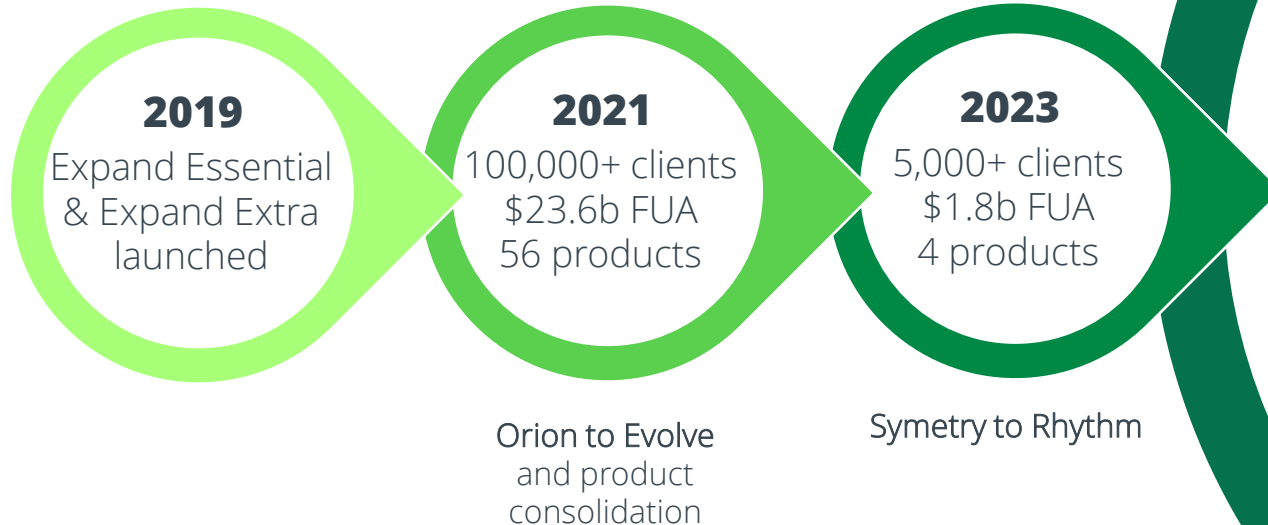 2019
Expand Essential
& Expand Extra
launched
2021
100,000+ clients
$23.6b FUA
56 products
Orion to Evolve
and product
consolidation
2023
5,000+ clients
$1.8b FUA
4 products
Symetry to Rhythm